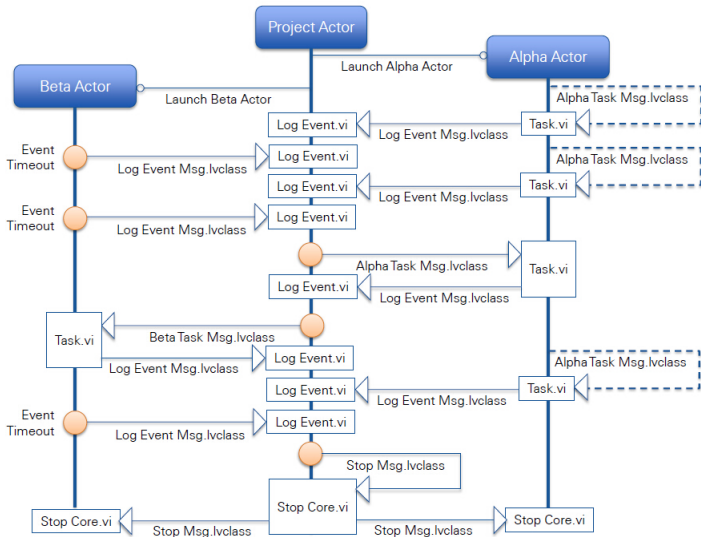 Project Actor
Beta Actor
Launch Alpha Actor
Alpha Actor
Launch Beta Actor
Alpha Task Msg.lvclass
Log Event.vi
Log Event Msg.lvclass
Task.vi
Event
Timeout
Log Event Msg.lvclass
Log Event.vi
Alpha Task Msg.lvclass
Log Event.vi
Log Event Msg.lvclass
Task.vi
Event
Timeout
Log Event Msg.lvclass
Log Event.vi
Alpha Task Msg.lvclass
Task.vi
Log Event.vi
Log Event Msg.lvclass
Task.vi
Beta Task Msg.lvclass
Log Event Msg.lvclass
Log Event.vi
Alpha Task Msg.lvclass
Log Event.vi
Log Event Msg.lvclass
Task.vi
Event
Timeout
Log Event Msg.lvclass
Log Event.vi
Stop Msg.lvclass
Stop Core.vi
Stop Core.vi
Stop Msg.lvclass
Stop Msg.lvclass
Stop Core.vi